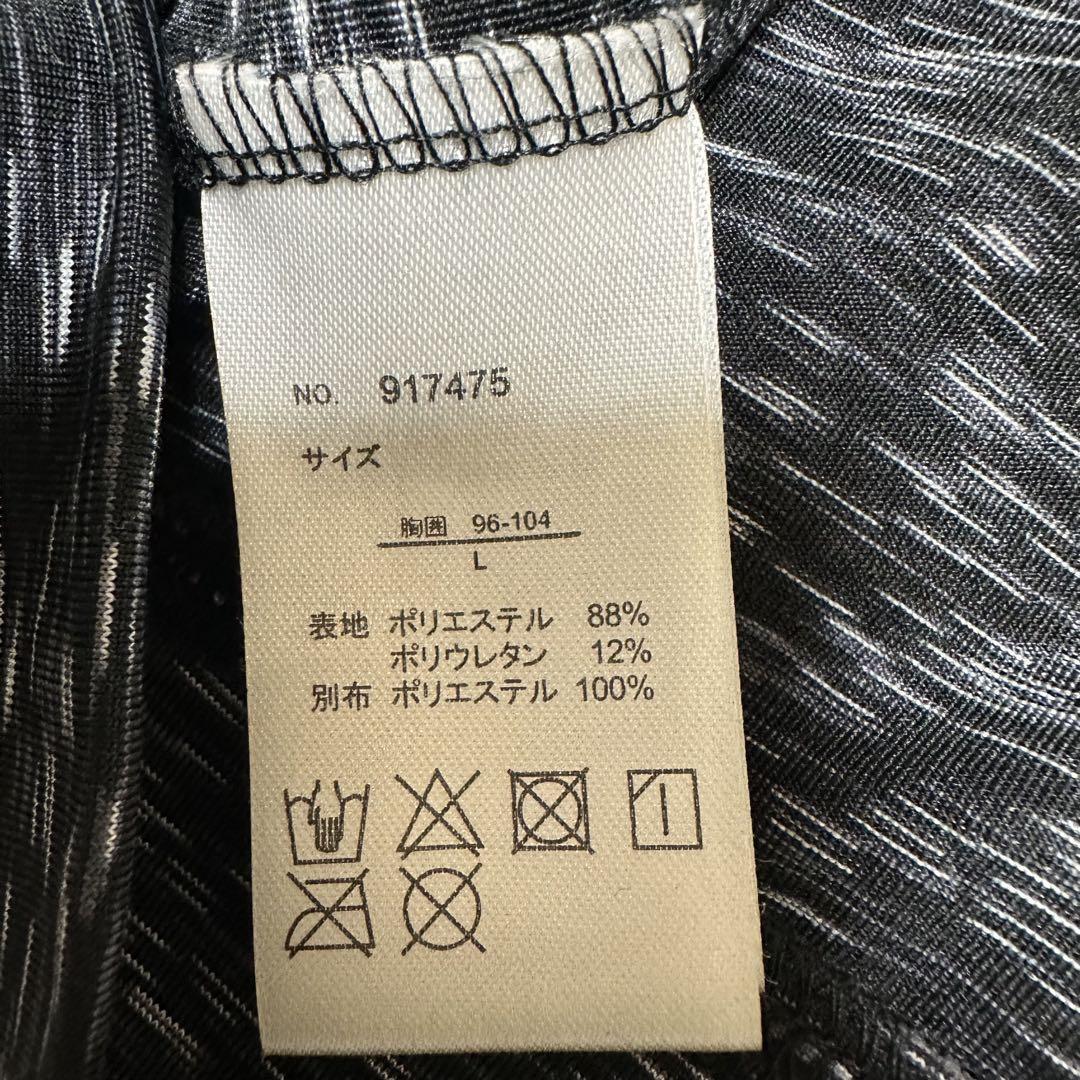 NO. 917475
サイズ
胸囲 96-104
L
表地 ポリエステル 88%
ポリウレタン 12%
別布 ポリエステル 100%